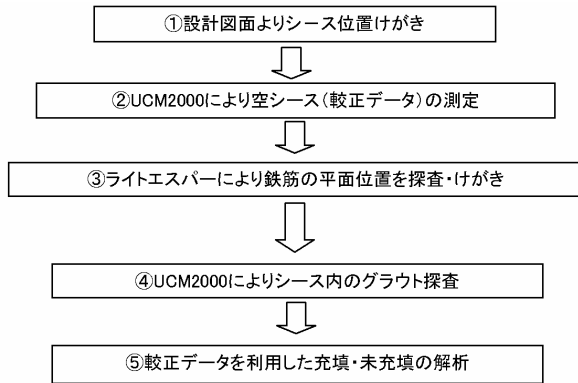 ①設計図面よりシース位置けがき
②UCM2000により空シース(較正データ)の測定
③ライトエスパーにより鉄筋の平面位置を探査・けがき
④UCM2000によりシース内のグラウト探査
⑤較正データを利用した充填・未充填の解析